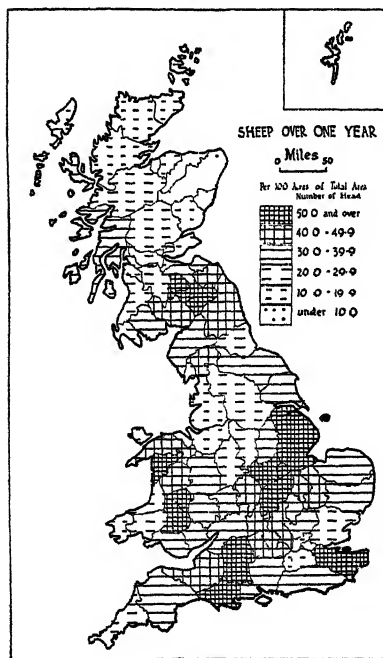 SHEEP OVER ONE YEAR
0 Miles 50
Per 100 Acres of Total Area
Number of Head
50 0 and over
40 0 - 49-9
30 0 - 39-9
20 0 - 29-9
10 0 - 19 9
under 10 0